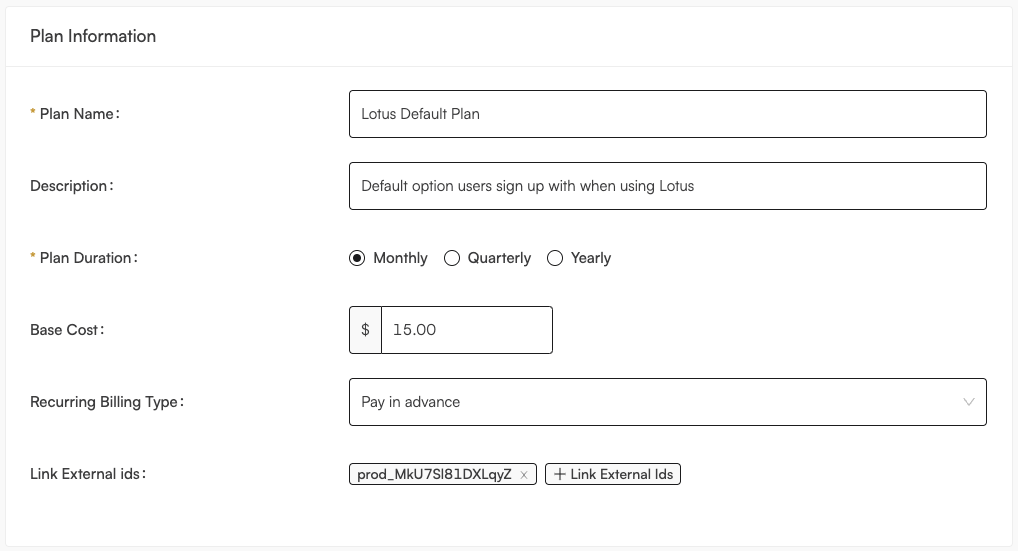 Plan Information
* Plan Name:
Lotus Default Plan
Description:
Default option users sign up with when using Lotus
* Plan Duration:
Monthly Quarterly Yearly
Base Cost:
$ 15.00
Recurring Billing Type:
Pay in advance
Link External ids:
prod_MkU7Sl81DXLqyZ × + Link External Ids